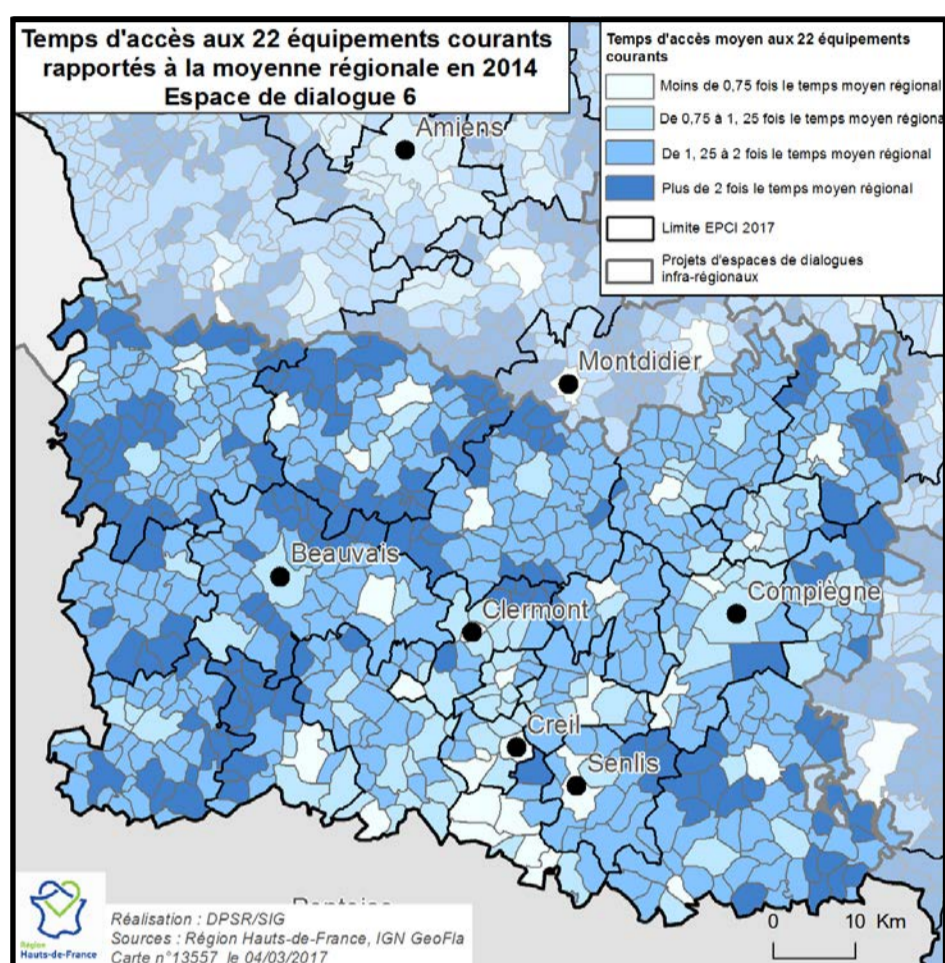 Temps d'accès aux 22 équipements courants
rapportés à la moyenne régionale en 2014
Espace de dialogue 6
Temps d'accès moyen aux 22 équipements
courants
Moins de 0,75 fois le temps moyen régional
De 0,75 à 1, 25 fois le temps moyen régiona
De 1, 25 à 2 fois le temps moyen régional
Plus de 2 fois le temps moyen régional
Limite EPCI 2017
Projets d'espaces de dialogues
infra-régionaux
Amiens
Montdidier
Beauvais
Compiègne
Clermont
Creil
Senlis
0 10 Km
Région
Hauts-de-France
Réalisation : DPSR/SIG
Sources : Région Hauts-de-France, IGN GeoFla
Carte n°13557 le 04/03/2017